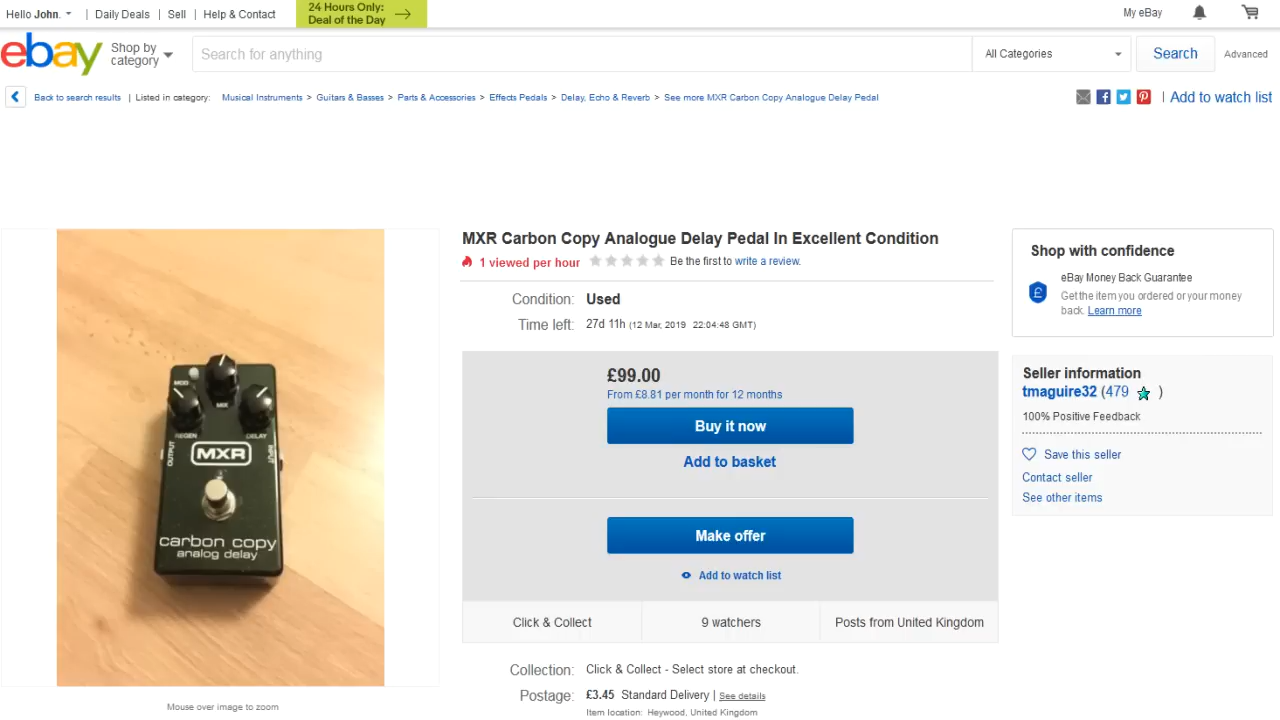 Hello John.
Daily Deals
Sell
Help & Contact
24 Hours Only:
Deal of the Day
My eBay
ebay
Shop by
category
Search for anything
All Categories
Search
Advanced
Back to search results | Listed in category: Musical Instruments > Guitars & Basses > Parts & Accessories > Effects Pedals > Delay, Echo & Reverb > See more MXR Carbon Copy Analogue Delay Pedal
| Add to watch list
MXR Carbon Copy Analogue Delay Pedal In Excellent Condition
1 viewed per hour
Be the first to write a review.
Condition: Used
Time left: 27d 11h (12 Mar, 2019 22:04:48 GMT)
£99.00
From £8.81 per month for 12 months
Buy it now
Add to basket
Make offer
Add to watch list
Click & Collect
9 watchers
Posts from United Kingdom
Collection: Click & Collect - Select store at checkout.
Postage: £3.45 Standard Delivery | See details
Item location: Heywood, United Kingdom
Shop with confidence
eBay Money Back Guarantee
Get the item you ordered or your money
back. Learn more
Seller information
tmaguire32 (479 )
100% Positive Feedback
Save this seller
Contact seller
See other items
MOD
MIX
REGEN
DELAY
OUTPUT
INPUT
MXR
carbon copy
analog delay
Mouse over image to zoom